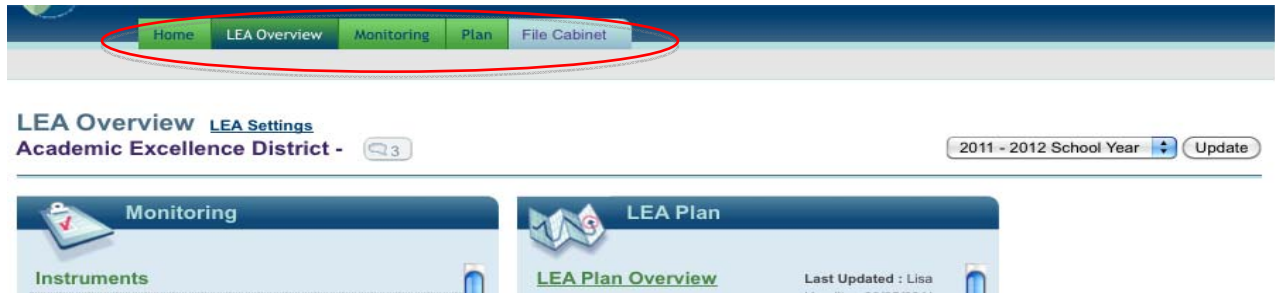 Home LEA Overview Monitoring Plan File Cabinet
LEA Overview LEA Settings
Academic Excellence District - 3
2011 - 2012 School Year Update
Monitoring
LEA Plan
Instruments
LEA Plan Overview
Last Updated : Lisa